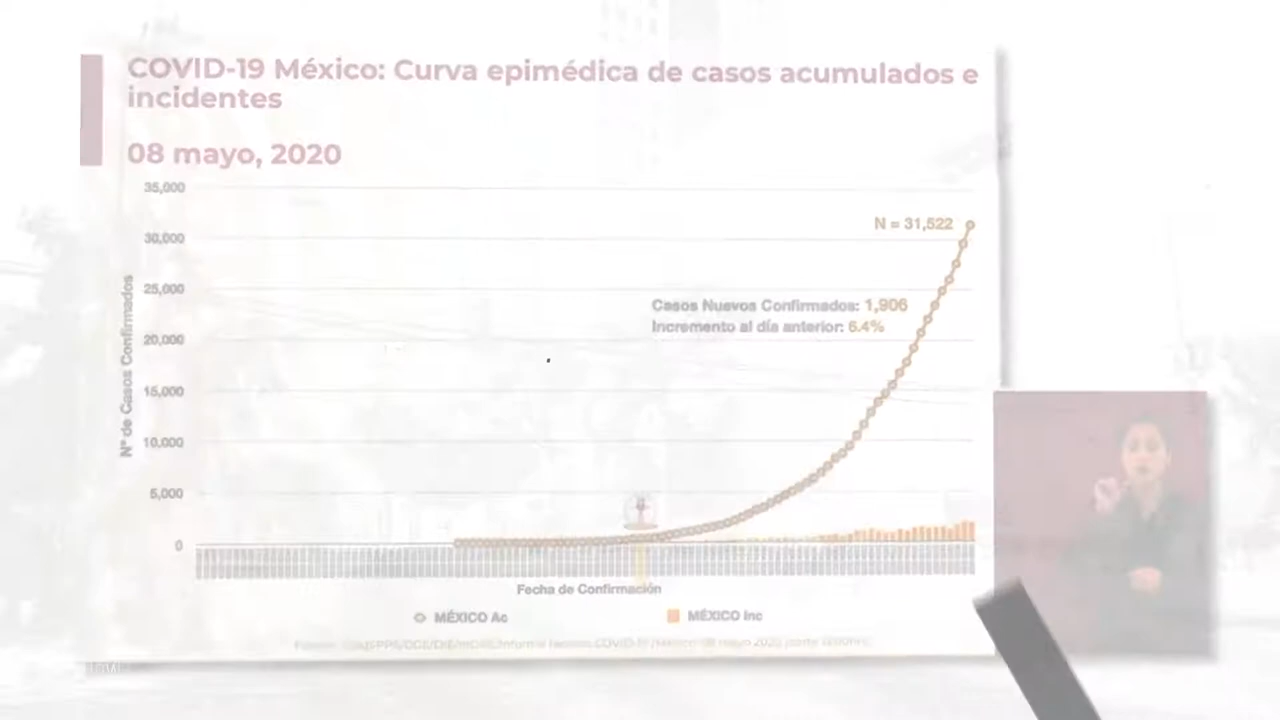 COVID-19 México: Curva epimédica de casos acumulados e
incidentes
08 mayo, 2020
35,000
N = 31,522
30,000
25,000
Casos Nuevos Confirmados: 1,906
Incremento al día anterior: 6.4%
20,000
15,000
10,000
5,000
0
N° de Casos Confirmados
Fecha de Confirmación
MÉXICO Ac
MÉXICO Inc